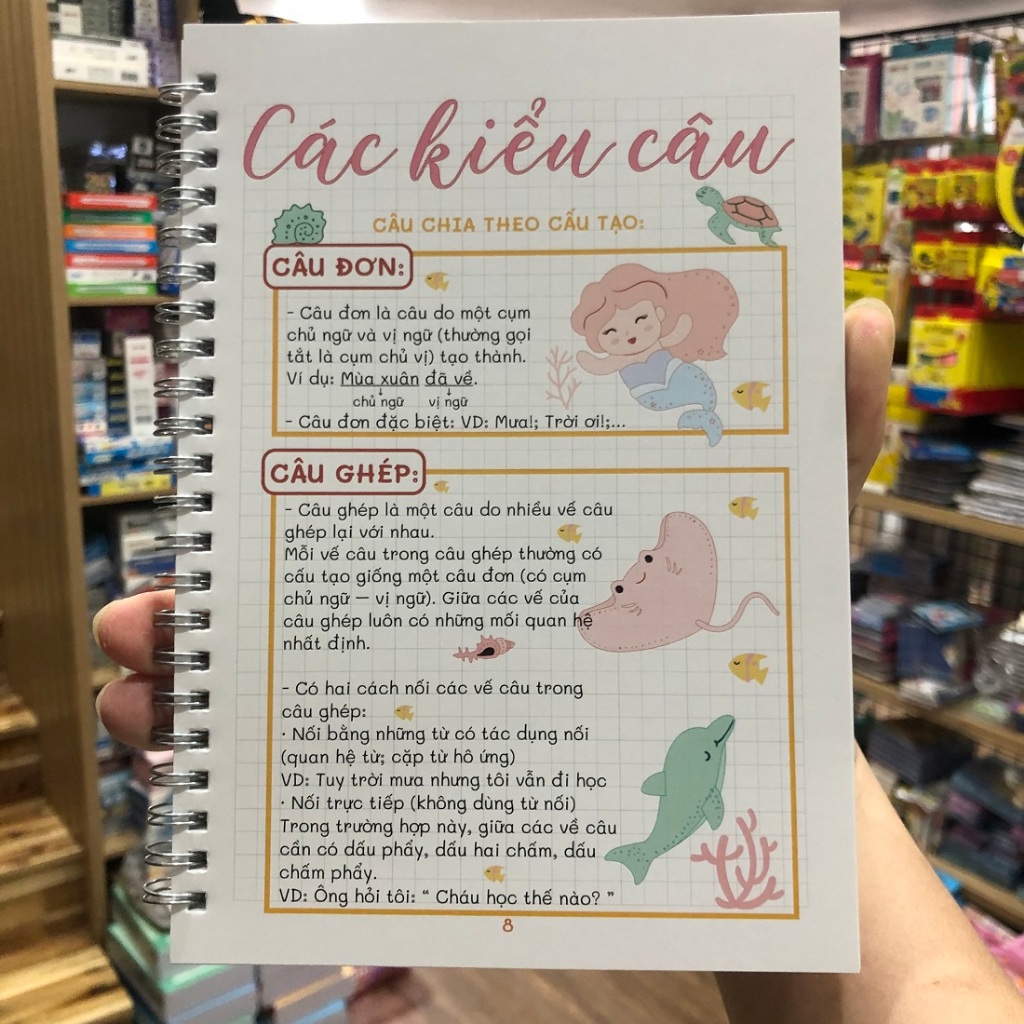 Các kiểu câu
CÂU CHIA THEO CẤU TẠO:
CÂU ĐƠN:
- Câu đơn là câu do một cụm
chủ ngữ và vị ngữ (thường gọi
tắt là cụm chủ vị) tạo thành.
Ví dụ: Mùa xuân đã về.
chủ ngữ vị ngữ
- Câu đơn đặc biệt: VD: Mưa!; Trời ơi!;...
CÂU GHÉP:
- Câu ghép là một câu do nhiều vế câu
ghép lại với nhau.
Mỗi vế câu trong câu ghép thường có
cấu tạo giống một câu đơn (có cụm
chủ ngữ – vị ngữ). Giữa các vế của
câu ghép luôn có những mối quan hệ
nhất định.
- Có hai cách nối các vế câu trong
câu ghép:
· Nối bằng những từ có tác dụng nối
(quan hệ từ; cặp từ hô ứng)
VD: Tuy trời mưa nhưng tôi vẫn đi học
· Nối trực tiếp (không dùng từ nối)
Trong trường hợp này, giữa các về câu
cần có dấu phẩy, dấu hai chấm, dấu
chấm phẩy.
VD: Ông hỏi tôi: “ Cháu học thế nào? ”
8